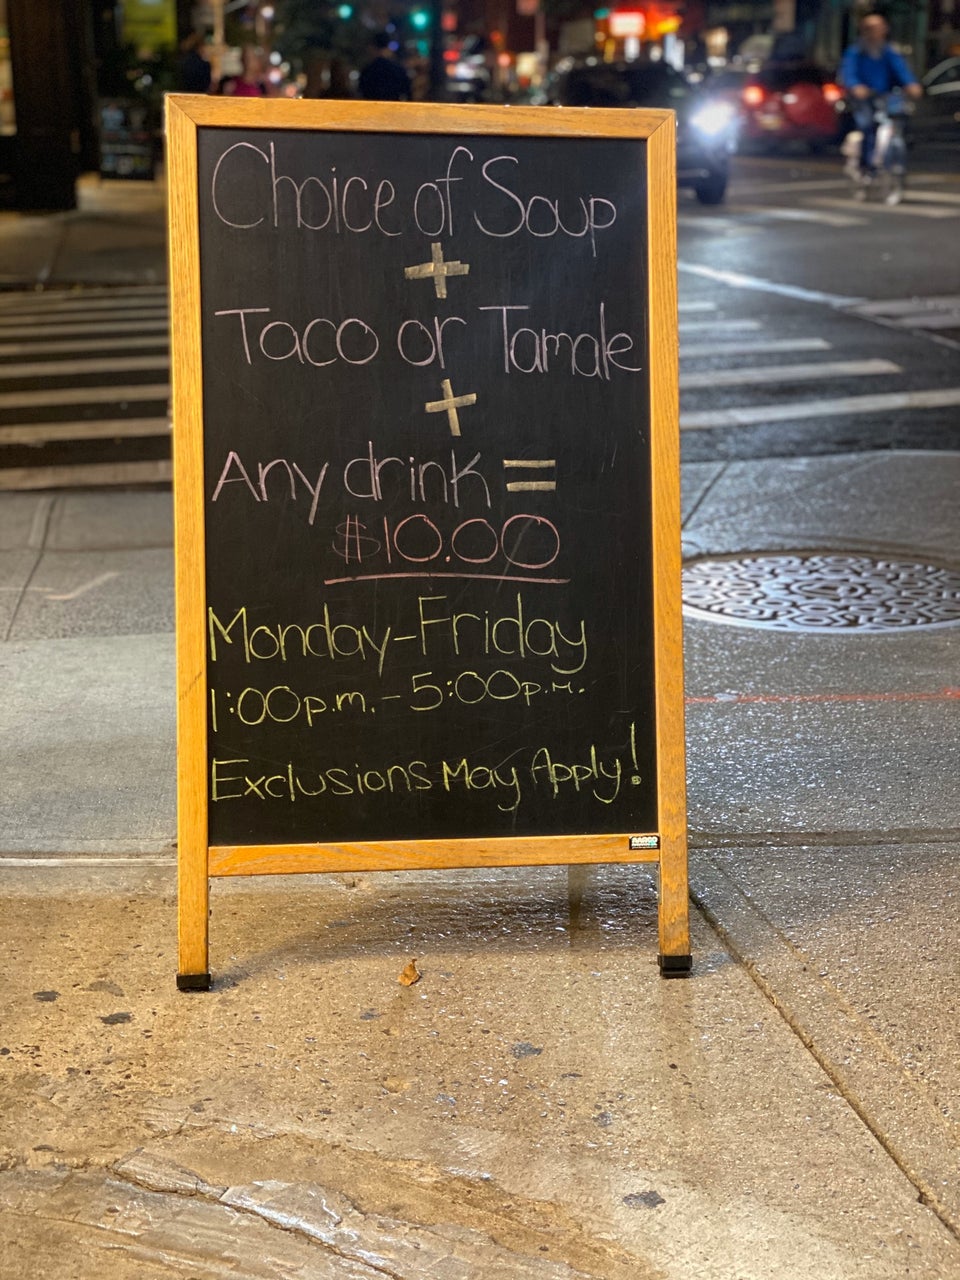 Choice of Soup
+
Taco or Tamale
+
Any drink =
$10.00
Monday-Friday
1:00p.m. - 5:00p.m.
Exclusions May Apply!